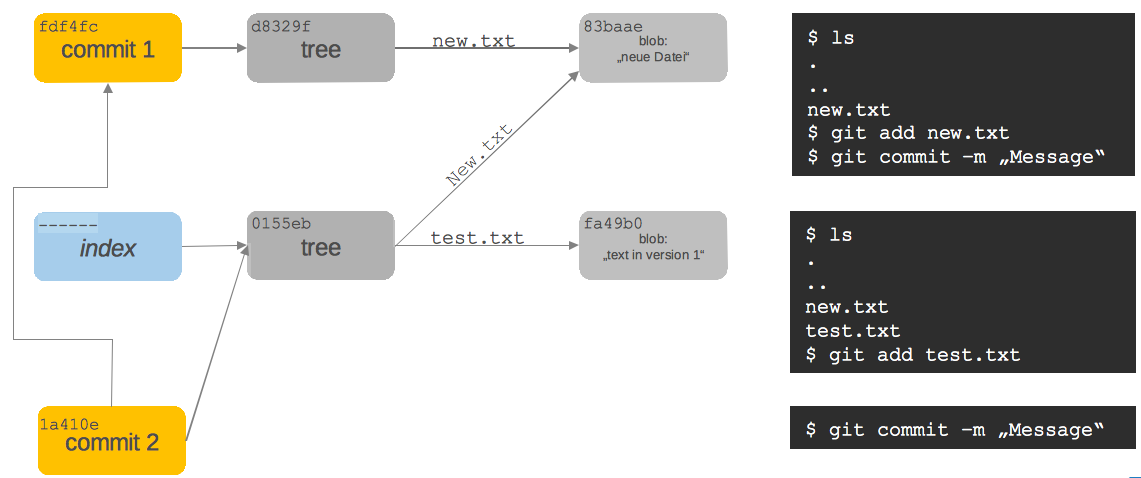 fdf4fc
commit 1
d8329f
tree
new.txt
83baae
blob:
„neue Datei“
New.txt
------
index
0155eb
tree
test.txt
fa49b0
blob:
„text in version 1“
1a410e
commit 2
$ ls
.
..
new.txt
$ git add new.txt
$ git commit –m „Message“
$ ls
.
..
new.txt
test.txt
$ git add test.txt
$ git commit –m „Message“